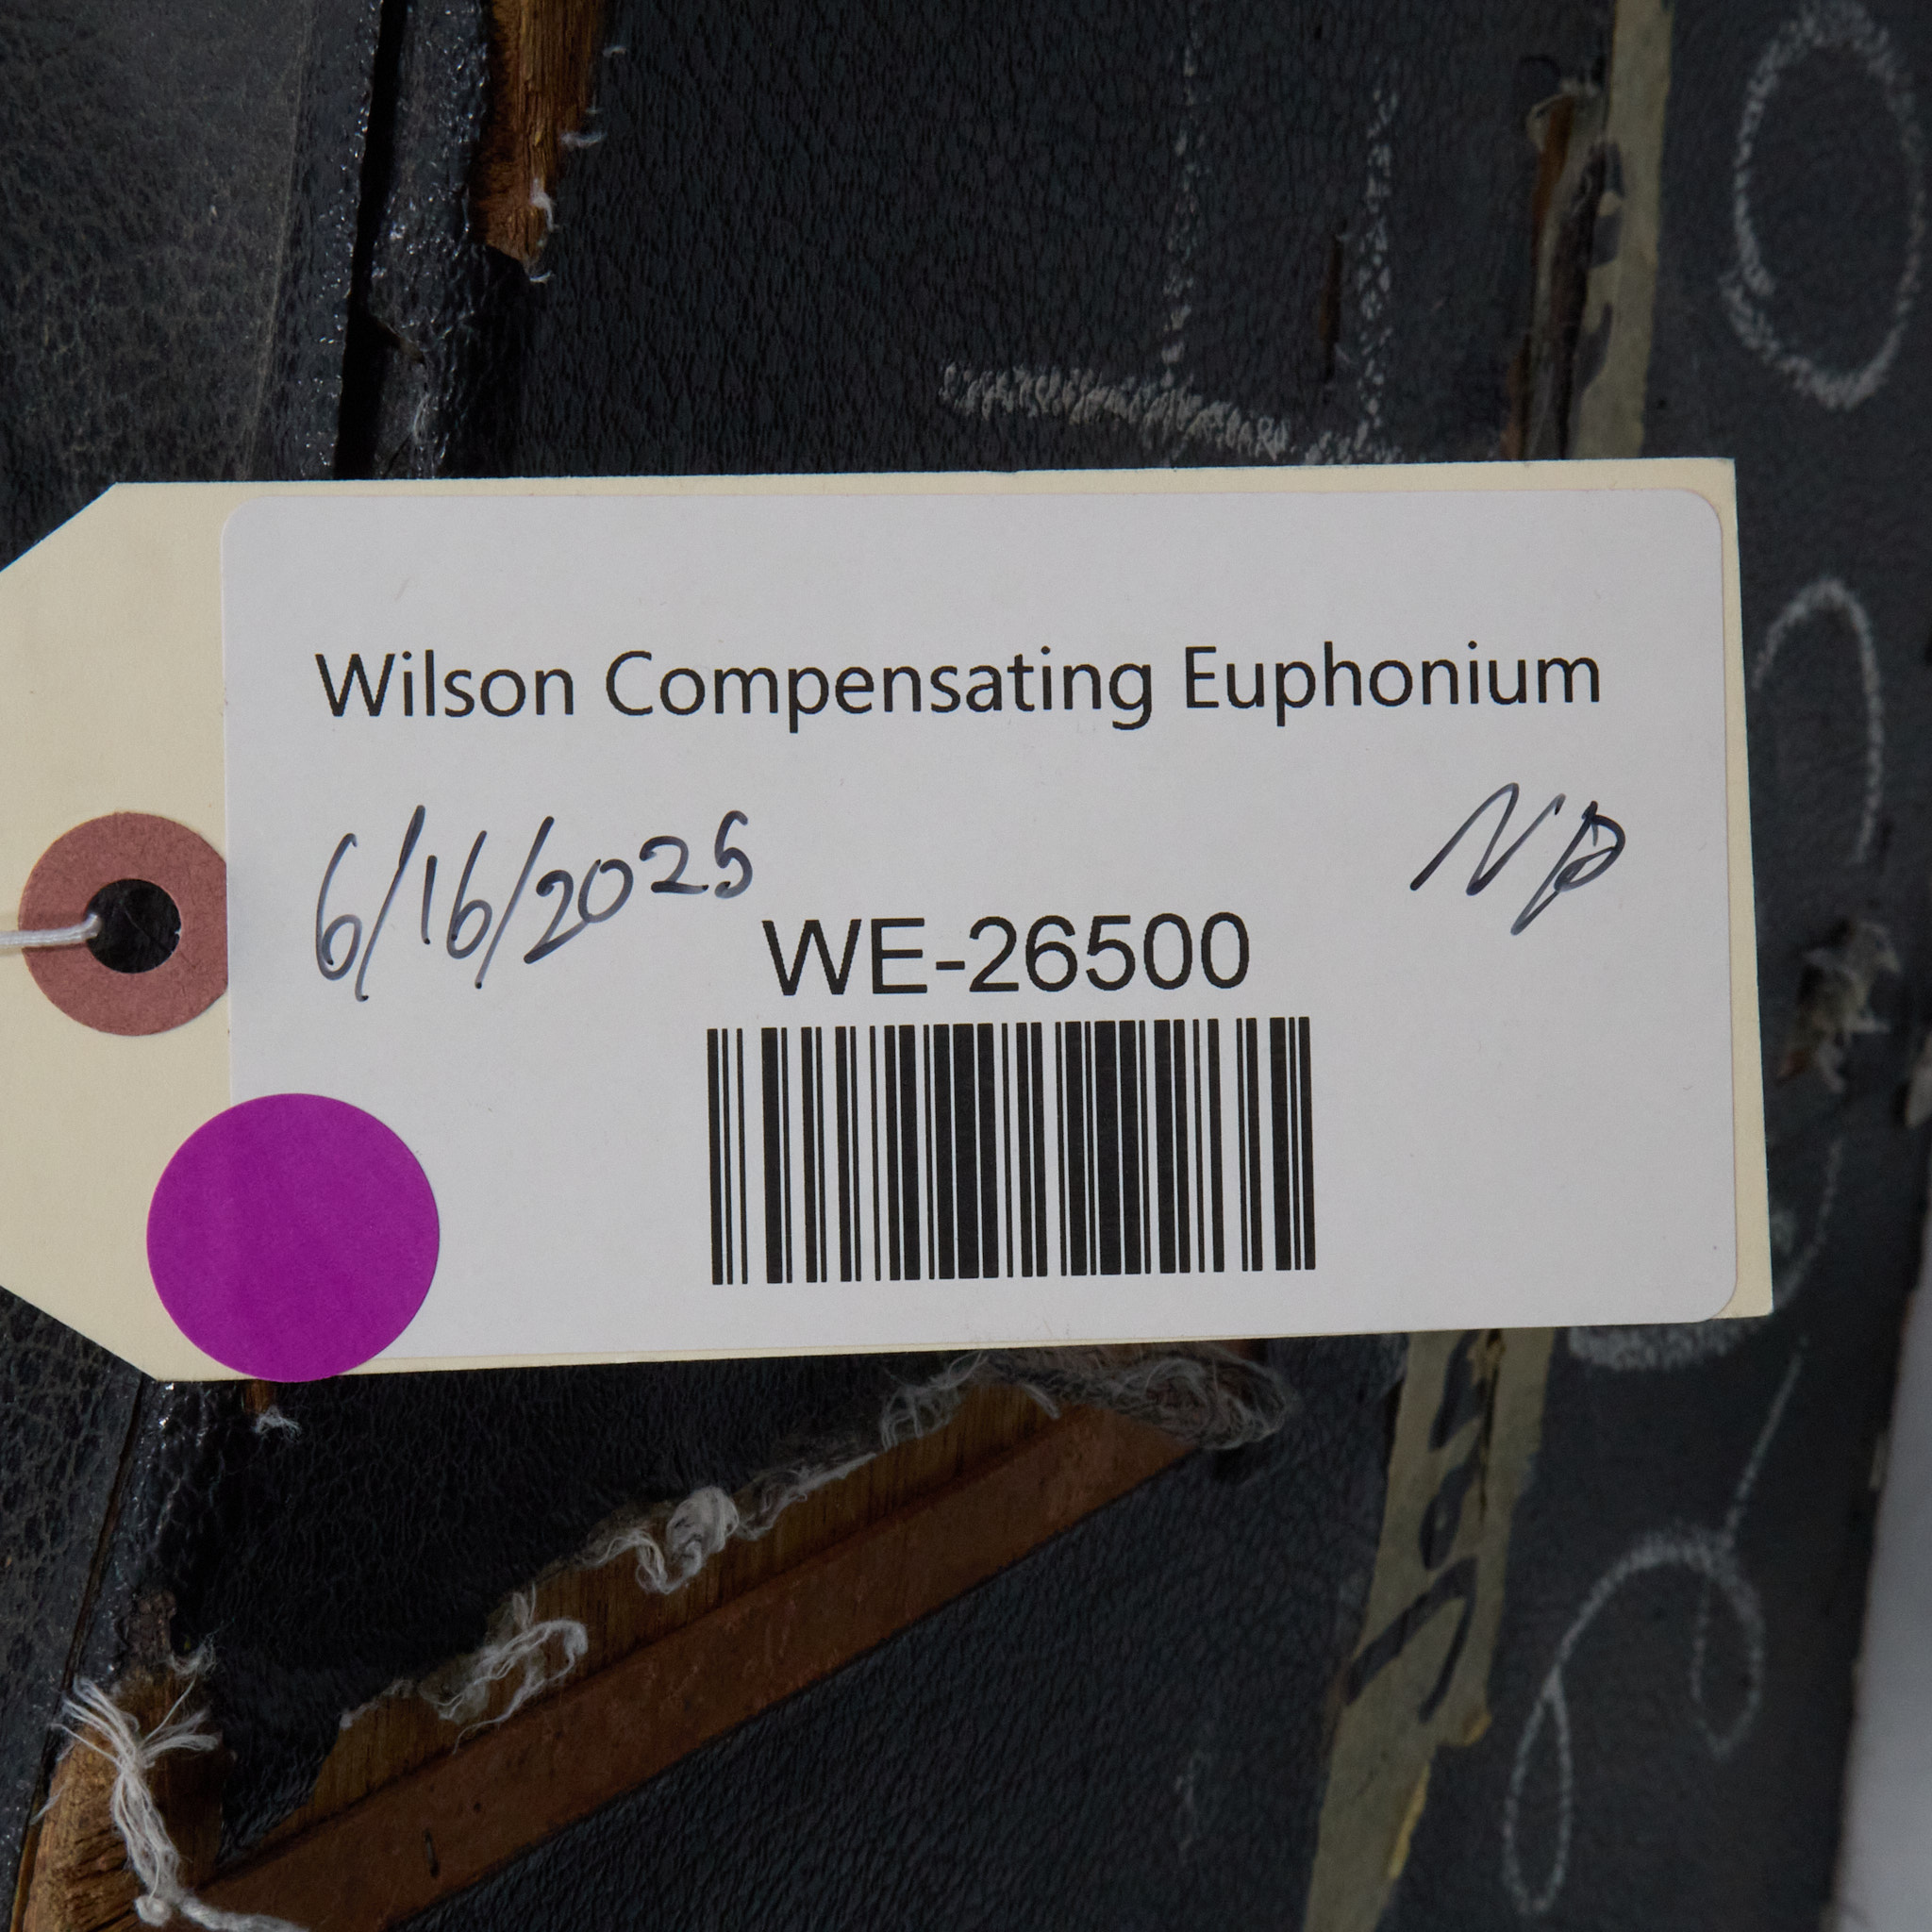 Wilson Compensating Euphonium
6/16/2025 NP
WE-26500